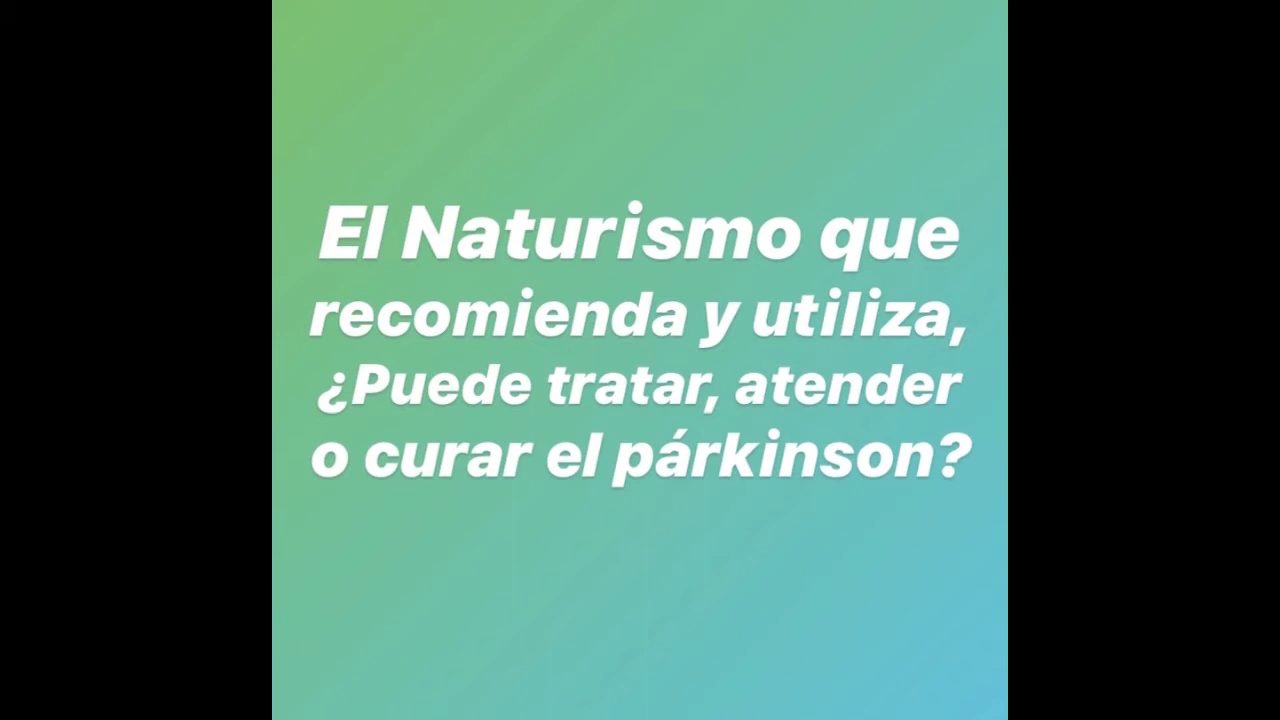 El Naturismo que
recomienda y utiliza,
¿Puede tratar, atender
o curar el párkinson?